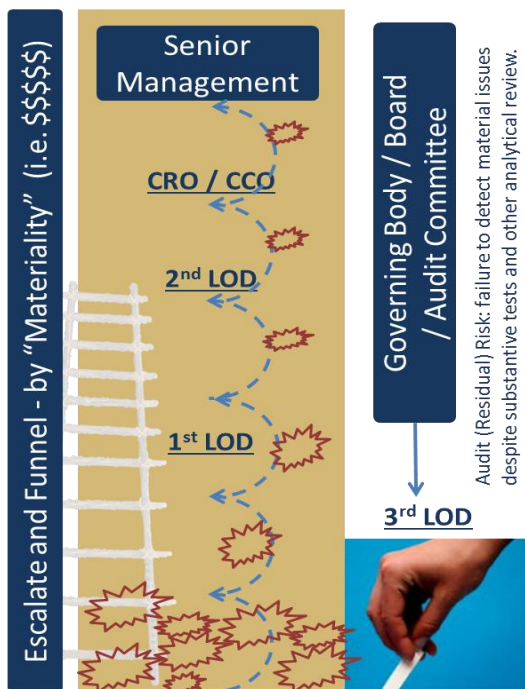 Escalate and Funnel - by “Materiality” (i.e. $$$$$)
Senior
Management
CRO / CCO
2nd LOD
1st LOD
Governing Body / Board
/ Audit Committee
Audit (Residual) Risk: failure to detect material issues
despite substantive tests and other analytical review.
3rd LOD